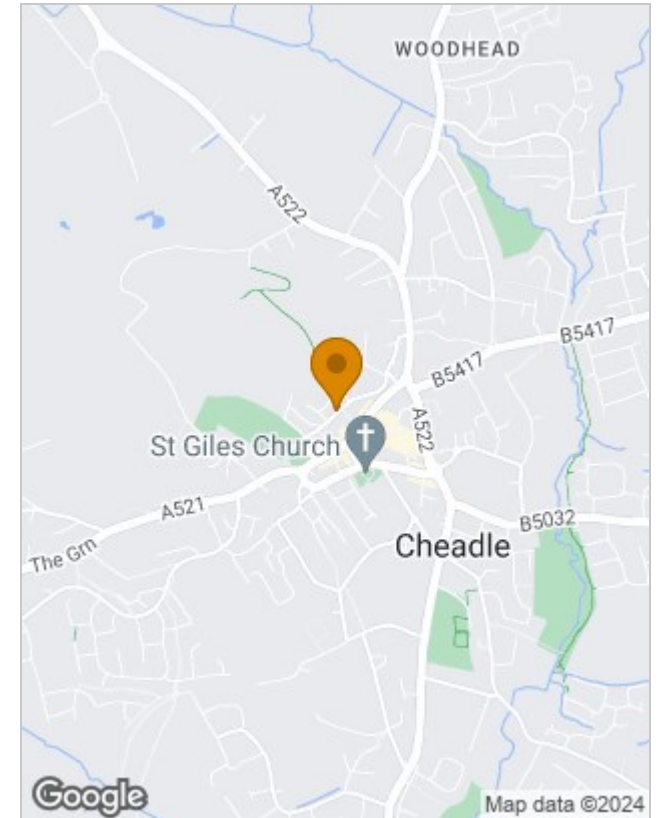 WOODHEAD
A522
B5417
B5417
A522
St Giles Church
A521
B5032
The Grn
Cheadle
Google
Map data ©2024